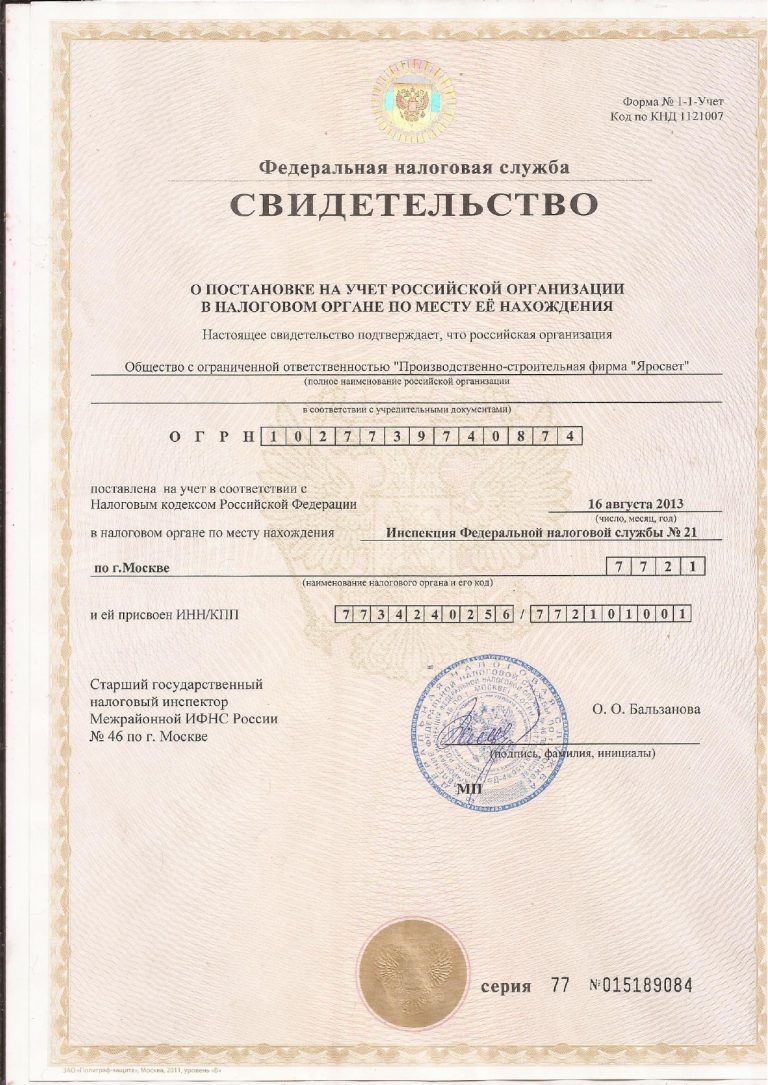 Форма № 1-1-Учет
Код по КНД 1121007
Федеральная налоговая служба
СВИДЕТЕЛЬСТВО
О ПОСТАНОВКЕ НА УЧЕТ РОССИЙСКОЙ ОРГАНИЗАЦИИ
В НАЛОГОВОМ ОРГАНЕ ПО МЕСТУ ЕЁ НАХОЖДЕНИЯ
Настоящее свидетельство подтверждает, что российская организация
Общество с ограниченной ответственностью "Производственно-строительная фирма "Яросвет"
(полное наименование российской организации
в соответствии с учредительными документами)
О Г Р Н 1 0 2 7 7 3 9 7 4 0 8 7 4
поставлена на учет в соответствии с
Налоговым кодексом Российской Федерации 16 августа 2013
(число, месяц, год)
в налоговом органе по месту нахождения Инспекция Федеральной налоговой службы № 21
по г.Москве 7 7 2 1
(наименование налогового органа и его код)
и ей присвоен ИНН/КПП 7 7 3 4 2 4 0 2 5 6 / 7 7 2 1 0 1 0 0 1
Старший государственный
налоговый инспектор
Межрайонной ИФНС России
№ 46 по г. Москве
О. О. Бальзанова
(подпись, фамилия, инициалы)
МП
серия 77 №015189084
ЗАО «Полиграф-защита», Москва, 2011, уровень «В»